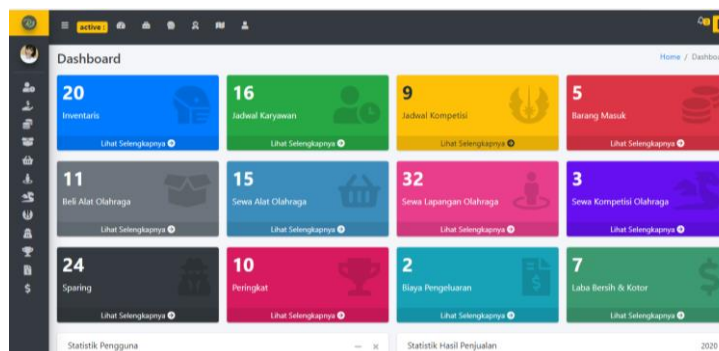 active :
Dashboard
Home / Dashboa
20
Inventaris
Lihat Selengkapnya
16
Jadwal Karyawan
Lihat Selengkapnya
9
Jadwal Kompetisi
Lihat Selengkapnya
5
Barang Masuk
Lihat Selengkapnya
11
Beli Alat Olahraga
Lihat Selengkapnya
15
Sewa Alat Olahraga
Lihat Selengkapnya
32
Sewa Lapangan Olahraga
Lihat Selengkapnya
3
Sewa Kompetisi Olahraga
Lihat Selengkapnya
24
Sparing
Lihat Selengkapnya
10
Peringkat
Lihat Selengkapnya
2
Biaya Pengeluaran
Lihat Selengkapnya
7
Laba Bersih & Kotor
Lihat Selengkapnya
Statistik Pengguna
Statistik Hasil Penjualan
2020